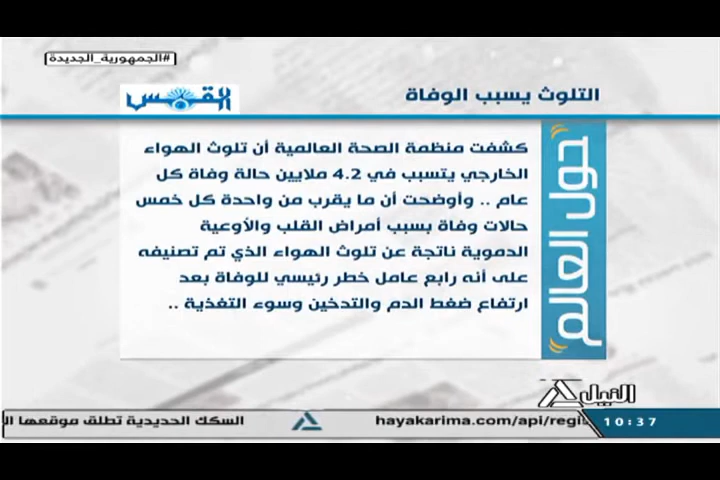 #الجمهورية_الجديدة
التلوث يسبب الوفاة
القدس
حول العالم
كشفت منظمة الصحة العالمية أن تلوث الهواء
الخارجي يتسبب في 4.2 ملايين حالة وفاة كل
عام .. وأوضحت أن ما يقرب من واحدة كل خمس
حالات وفاة بسبب أمراض القلب والأوعية
الدموية ناتجة عن تلوث الهواء الذي تم تصنيفه
على أنه رابع عامل خطر رئيسي للوفاة بعد
ارتفاع ضغط الدم والتدخين وسوء التغذية ..
النيل
10:37
hayakarima.com/api/regis
السكك الحديدية تطلق موقعها